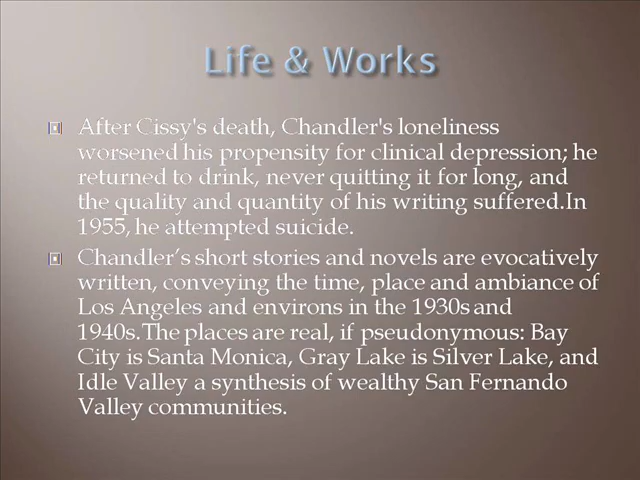 Life & Works
After Cissy's death, Chandler's loneliness
worsened his propensity for clinical depression; he
returned to drink, never quitting it for long, and
the quality and quantity of his writing suffered.In
1955, he attempted suicide.
Chandler’s short stories and novels are evocatively
written, conveying the time, place and ambiance of
Los Angeles and environs in the 1930s and
1940s.The places are real, if pseudonymous: Bay
City is Santa Monica, Gray Lake is Silver Lake, and
Idle Valley a synthesis of wealthy San Fernando
Valley communities.